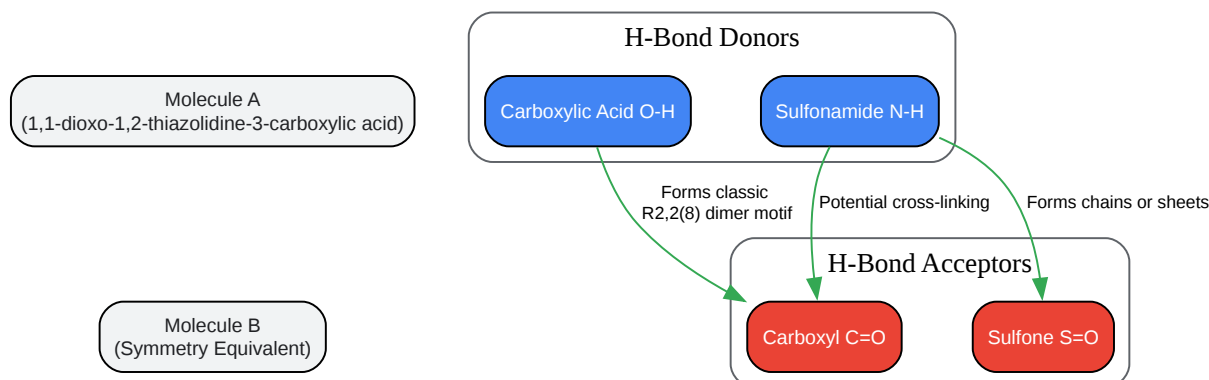 H-Bond Donors
Molecule A
(1,1-dioxo-1,2-thiazolidine-3-carboxylic acid)
Carboxylic Acid O-H
Sulfonamide N-H
Forms classic
R2,2(8) dimer motif
Potential cross-linking
Forms chains or sheets
H-Bond Acceptors
Molecule B
(Symmetry Equivalent)
Carboxyl C=O
Sulfone S=O